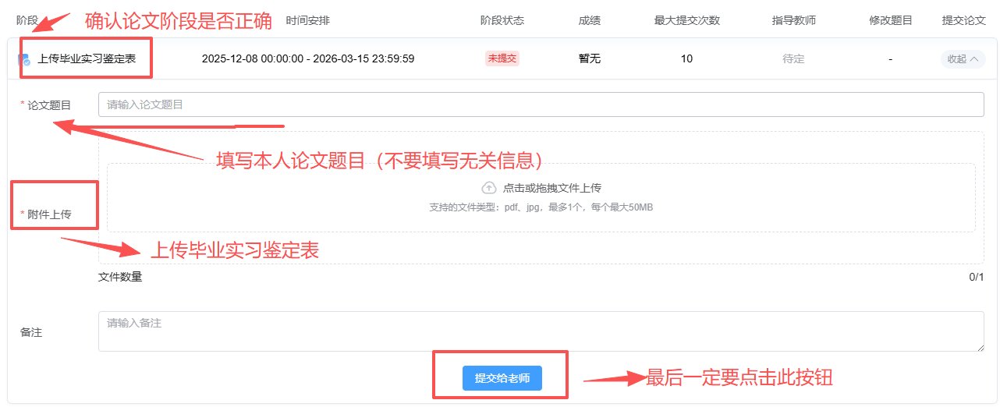 阶段 确认论文阶段是否正确 时间安排 阶段状态 成绩 最大提交次数 指导教师 修改题目 提交论文
上传毕业实习鉴定表 2025-12-08 00:00:00 - 2026-03-15 23:59:59 未提交 暂无 10 待定 - 收起
* 论文题目 请输入论文题目
填写本人论文题目（不要填写无关信息）
点击或拖拽文件上传
支持的文件类型：pdf、jpg，最多1个，每个最大50MB
* 附件上传
上传毕业实习鉴定表
文件数量 0/1
请输入备注
备注
提交给老师 最后一定要点击此按钮